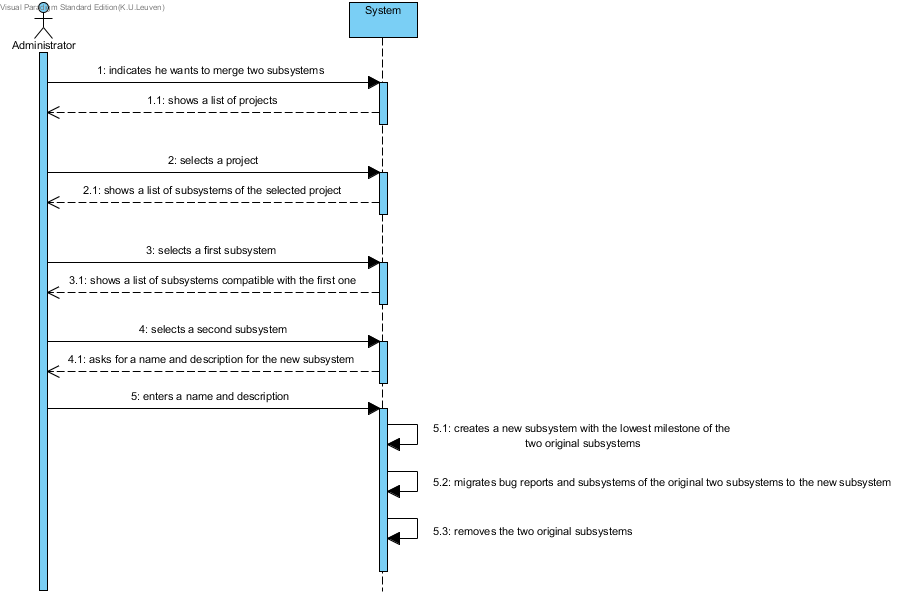 Visual Paradigm Standard Edition(K.U.Leuven)
System
Administrator
1: indicates he wants to merge two subsystems
1.1: shows a list of projects
2: selects a project
2.1: shows a list of subsystems of the selected project
3: selects a first subsystem
3.1: shows a list of subsystems compatible with the first one
4: selects a second subsystem
4.1: asks for a name and description for the new subsystem
5: enters a name and description
5.1: creates a new subsystem with the lowest milestone of the
two original subsystems
5.2: migrates bug reports and subsystems of the original two subsystems to the new subsystem
5.3: removes the two original subsystems